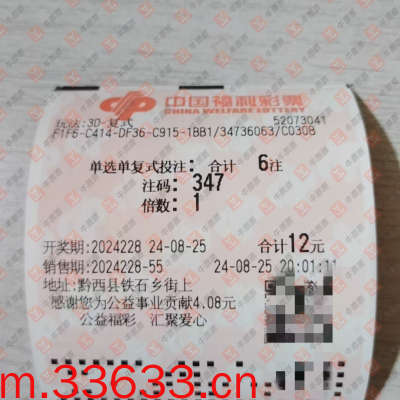 中国福利彩票
CHINA WELFARE LOTTERY
玩法:3D-复式 52073041
F1F6-C414-DF36-C915-1BB1/34736063/C0308
单选单复式投注: 合计 6注
注码: 347
倍数: 1
开奖期:2024228 24-08-25 合计12元
销售期:2024228-55 24-08-25 20:01:11
地址:黔西县铁石乡街上
感谢您为公益事业贡献4.08元
公益福彩 汇聚爱心
m.33633.cn